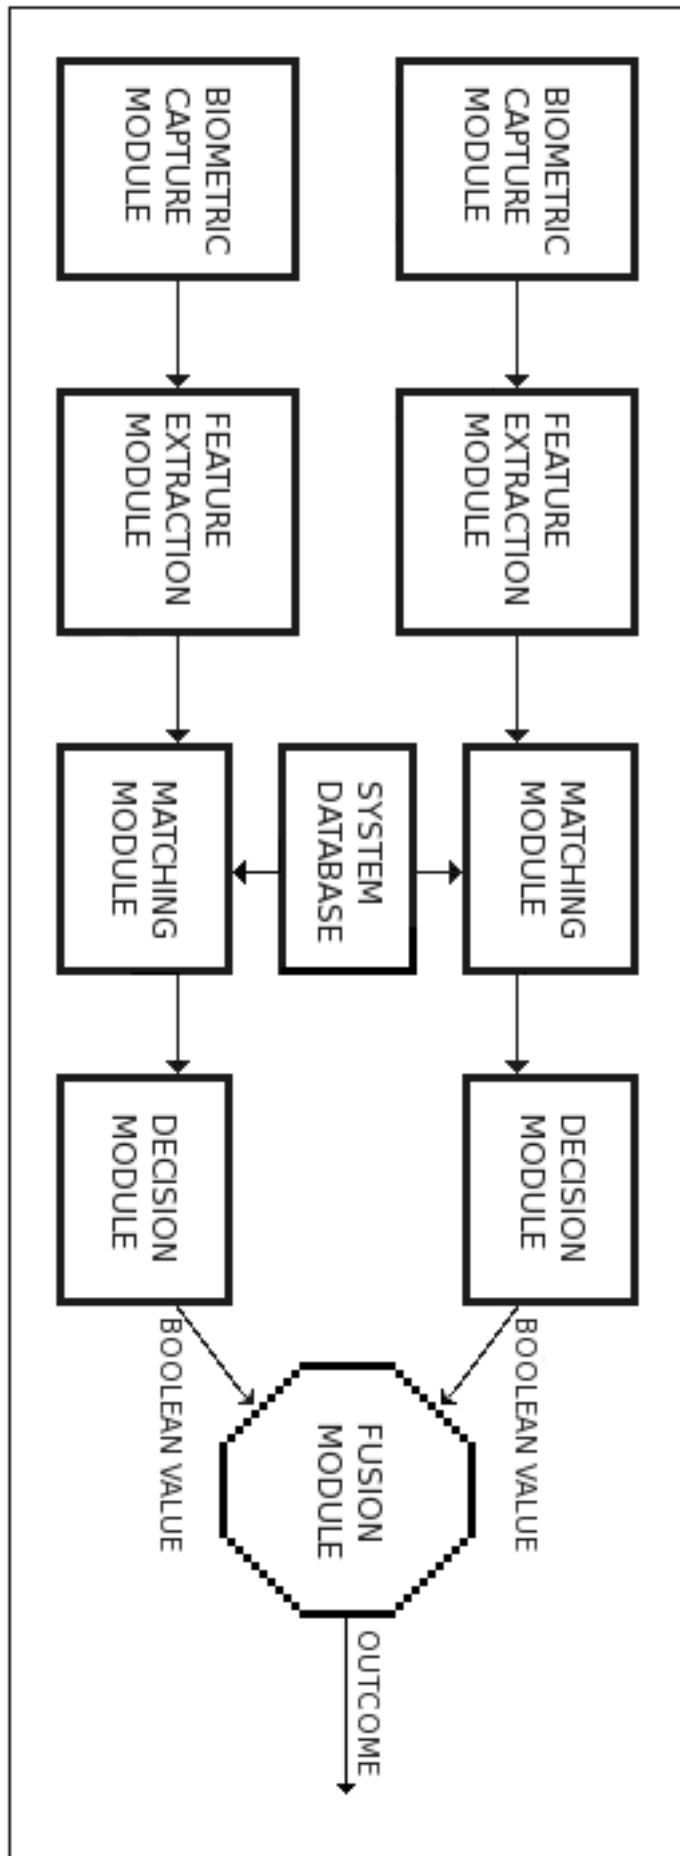 BIOMETRIC
CAPTURE
MODULE
FEATURE
EXTRACTION
MODULE
MATCHING
MODULE
DECISION
MODULE
BOOLEAN VALUE
SYSTEM
DATABASE
FUSION
MODULE
OUTCOME
BIOMETRIC
CAPTURE
MODULE
FEATURE
EXTRACTION
MODULE
MATCHING
MODULE
DECISION
MODULE
BOOLEAN VALUE